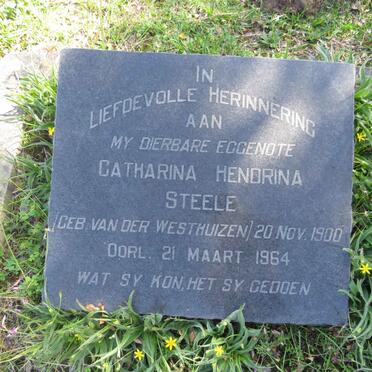 IN
LIEFDEVOLLE HERINNERING
AAN
MY DIERBARE EGGENOTE
CATHARINA HENDRINA
STEELE
(GEB. VAN DER WESTHUIZEN) 20 NOV. 1900
OORL. 21 MAART 1964
WAT SY KON, HET SY GEDOEN